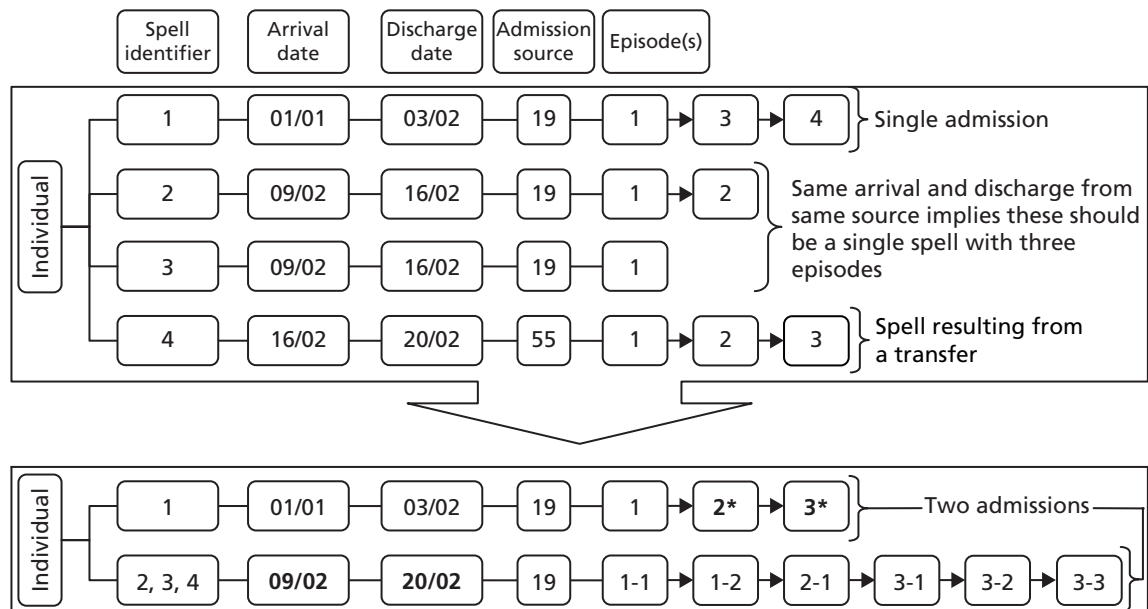 Spell identifier
Arrival date
Discharge date
Admission source
Episode(s)
Individual
1 01/01 03/02 19 1 3 4 Single admission
2 09/02 16/02 19 1 2
3 09/02 16/02 19 1
Same arrival and discharge from
same source implies these should
be a single spell with three
episodes
4 16/02 20/02 55 1 2 3 Spell resulting from
a transfer
Individual
1 01/01 03/02 19 1 2* 3* Two admissions
2, 3, 4 09/02 20/02 19 1-1 1-2 2-1 3-1 3-2 3-3